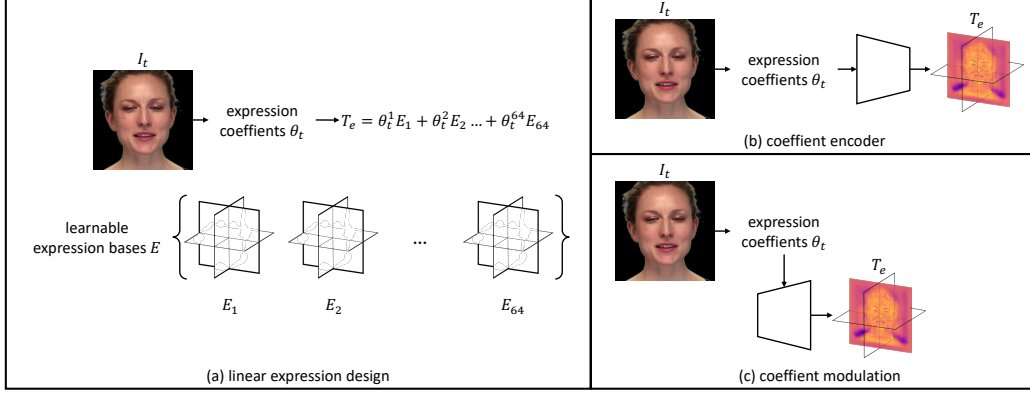 I_t
expression
coefficients θ_t
T_e = θ_t^1 E_1 + θ_t^2 E_2 ... + θ_t^64 E_64
learnable
expression bases E
...
E_1
E_2
E_64
(a) linear expression design
I_t
expression
coeffients θ_t
T_e
(b) coeffient encoder
I_t
expression
coeffients θ_t
T_e
(c) coeffient modulation